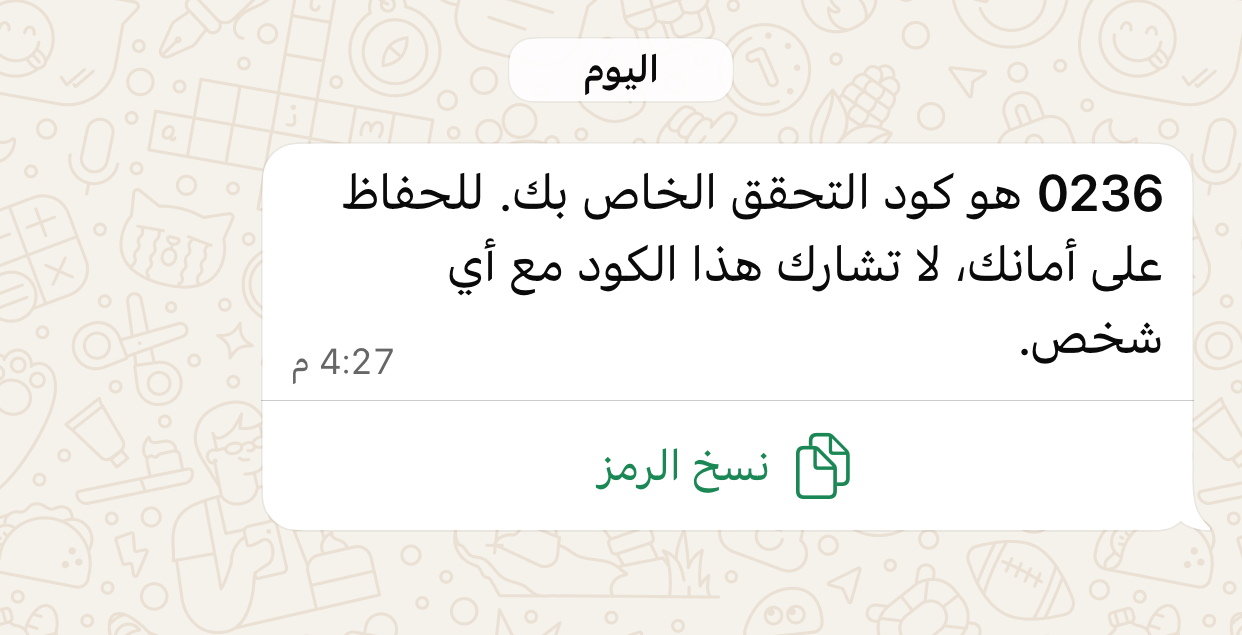 اليوم
0236 هو كود التحقق الخاص بك. للحفاظ
على أمانك، لا تشارك هذا الكود مع أي
شخص.
4:27 م
نسخ الرمز